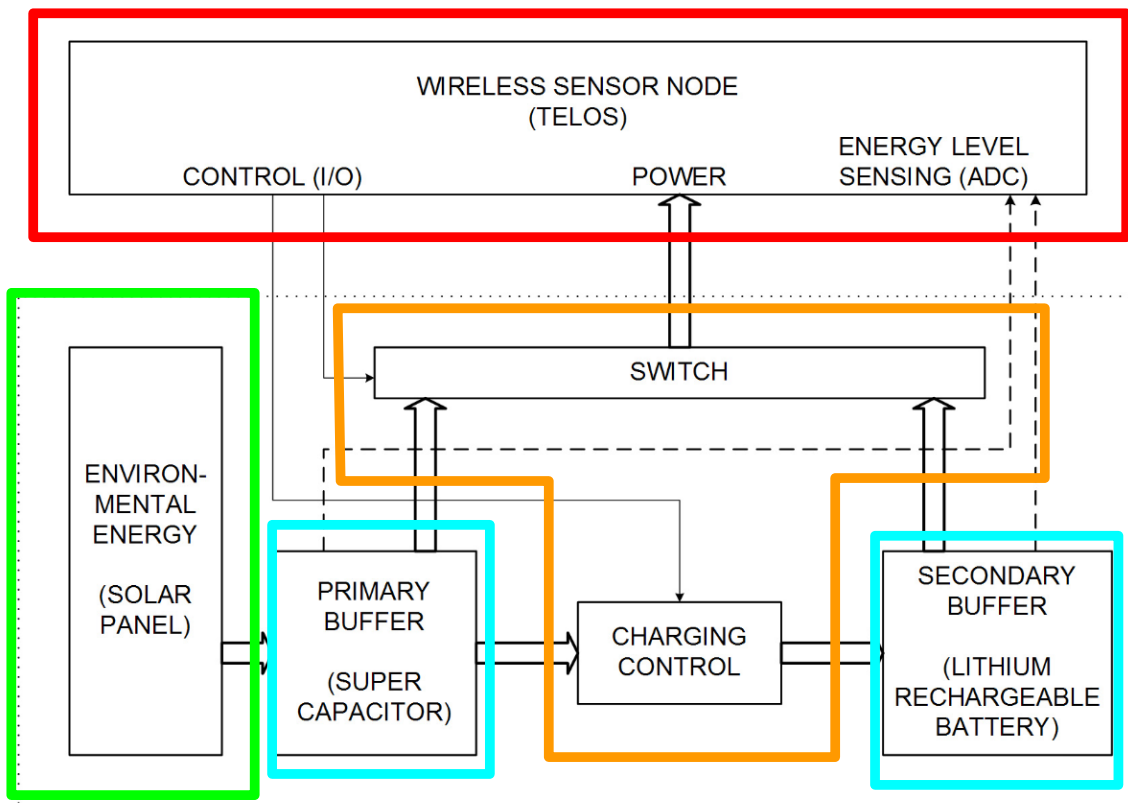 WIRELESS SENSOR NODE
(TELOS)
CONTROL (I/O)
POWER
ENERGY LEVEL
SENSING (ADC)
SWITCH
ENVIRON-
MENTAL
ENERGY
(SOLAR
PANEL)
PRIMARY
BUFFER
(SUPER
CAPACITOR)
CHARGING
CONTROL
SECONDARY
BUFFER
(LITHIUM
RECHARGEABLE
BATTERY)